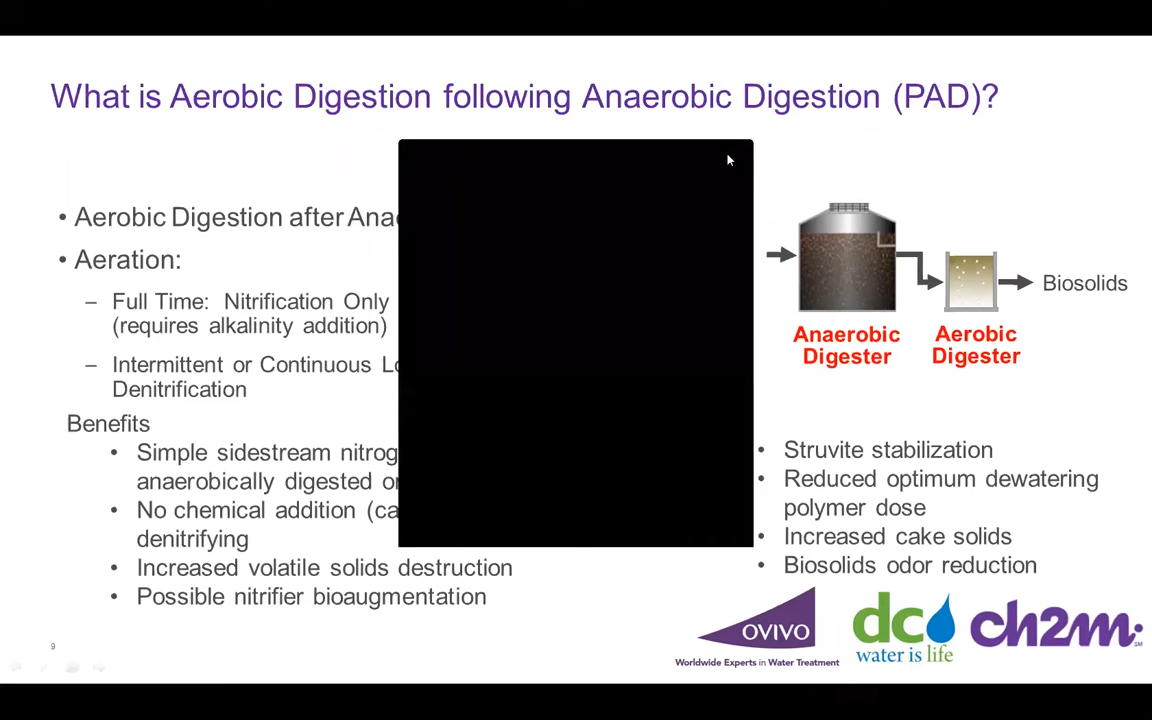 What is Aerobic Digestion following Anaerobic Digestion (PAD)?
• Aerobic Digestion after Anae
• Aeration:
– Full Time: Nitrification Only
(requires alkalinity addition)
– Intermittent or Continuous Lo
Denitrification
Benefits
• Simple sidestream nitrog
anaerobically digested or
• No chemical addition (ca
denitrifying
• Increased volatile solids destruction
• Possible nitrifier bioaugmentation
Biosolids
Anaerobic
Digester
Aerobic
Digester
• Struvite stabilization
• Reduced optimum dewatering
polymer dose
• Increased cake solids
• Biosolids odor reduction
OVIVO
Worldwide Experts in Water Treatment
dc
water is life
ch2m
SM
9